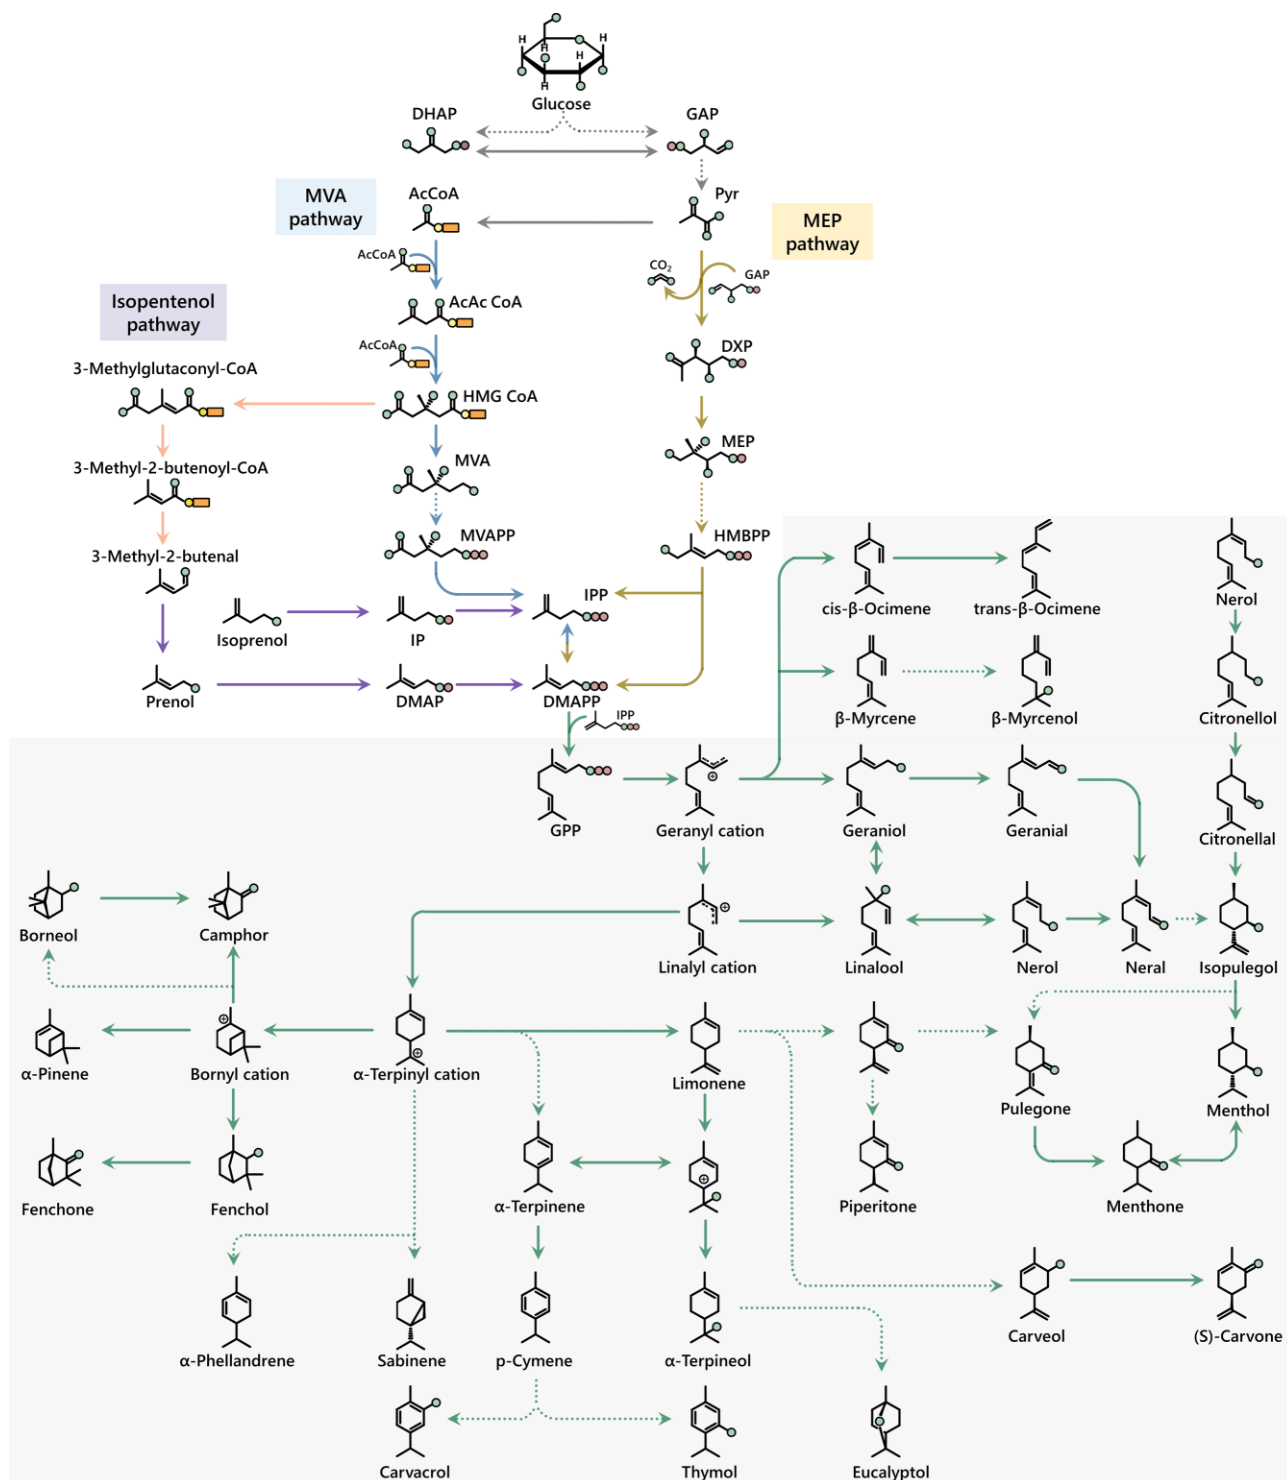 H
H
H
H
H
H
Glucose
DHAP
GAP
MVA
pathway
AcCoA
Pyr
MEP
pathway
AcCoA
CO2
GAP
Isopentenol
pathway
AcAc CoA
AcCoA
DXP
3-Methylglutaconyl-CoA
HMG CoA
MEP
3-Methyl-2-butenoyl-CoA
MVA
3-Methyl-2-butenal
MVAPP
HMBPP
IPP
cis-β-Ocimene
trans-β-Ocimene
Nerol
Isoprenol
IP
Prenol
DMAP
DMAPP
IPP
β-Myrcene
β-Myrcenol
Citronellol
GPP
Geranyl cation
Geraniol
Geranial
Citronellal
Borneol
Camphor
Linalyl cation
Linalool
Nerol
Neral
Isopulegol
α-Pinene
Bornyl cation
α-Terpinyl cation
Limonene
Pulegone
Menthol
Fenchone
Fenchol
α-Terpinene
Piperitone
Menthone
α-Phellandrene
Sabinene
p-Cymene
α-Terpineol
Carveol
(S)-Carvone
Carvacrol
Thymol
Eucalyptol